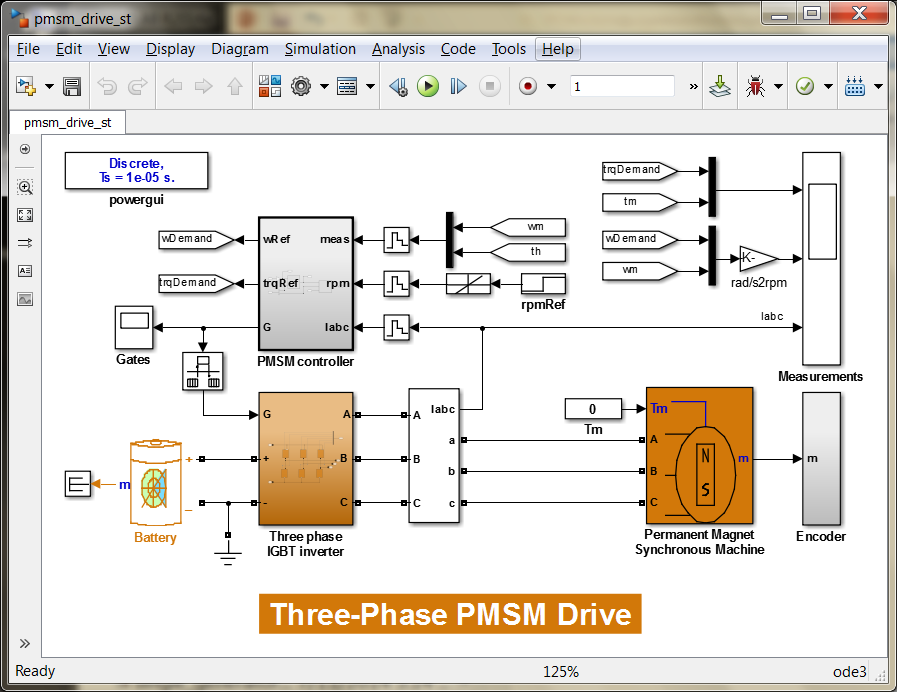 pmsm_drive_st
File Edit View Display Diagram Simulation Analysis Code Tools Help
1 »
pmsm_drive_st
Discrete,
Ts = 1e-05 s.
powergui
trqDemand
tm
wDemand
wm
K-
rad/s2rpm
Measurements
wDemand
trqDemand
wRef meas
trqRef rpm
G Iabc
PMSM controller
wm
th
rpmRef
Iabc
Gates
G A
+ B
- C
Three phase
IGBT inverter
A Iabc
a
B b
C c
0
Tm
Tm
A
B
C
N
S
m
Permanent Magnet
Synchronous Machine
m
Encoder
m
+
−
Battery
Three-Phase PMSM Drive
»
Ready 125% ode3